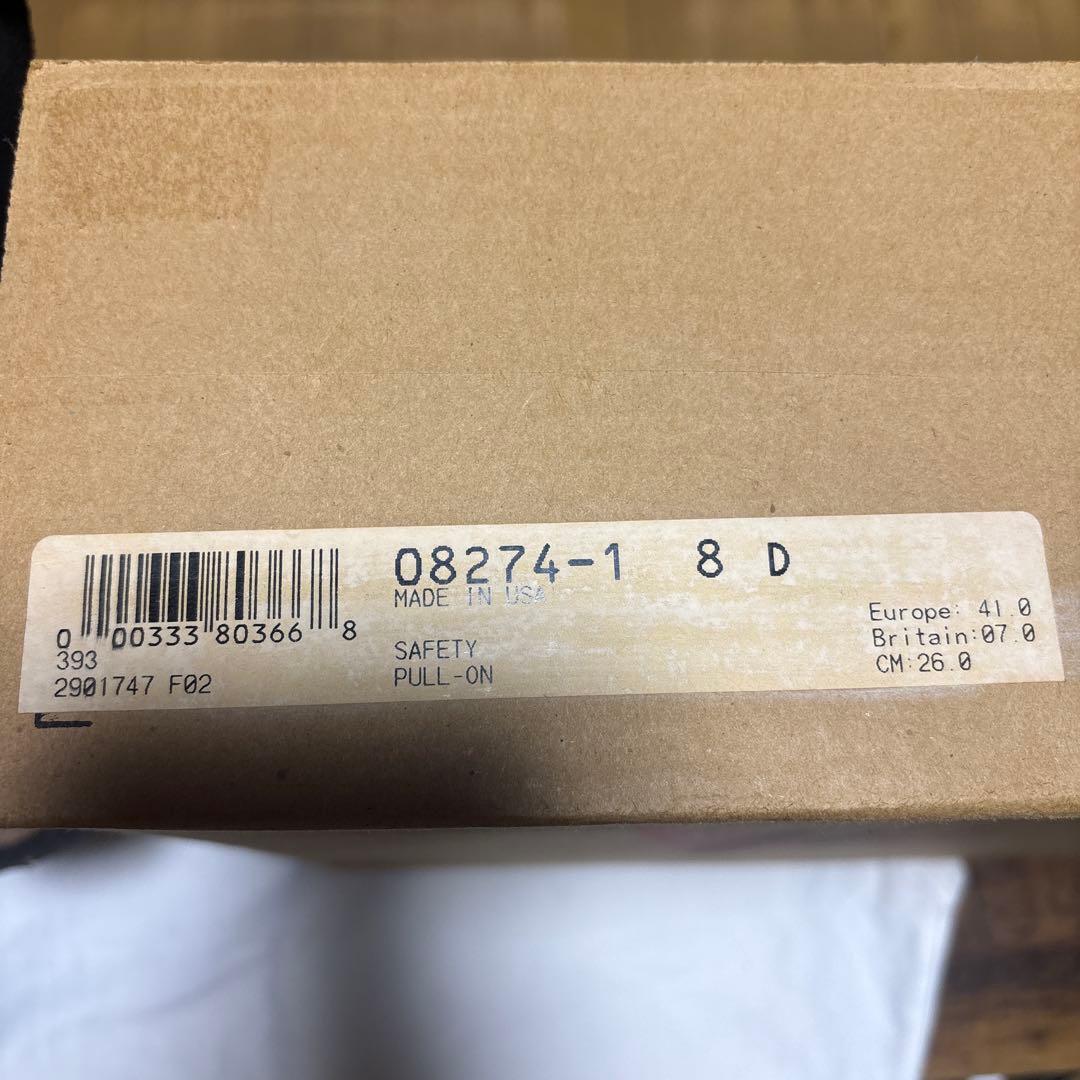 08274-1 8 D
MADE IN USA
0 00333 80366 8
393
2901747 F02
SAFETY
PULL-ON
Europe: 41.0
Britain:07.0
CM:26.0